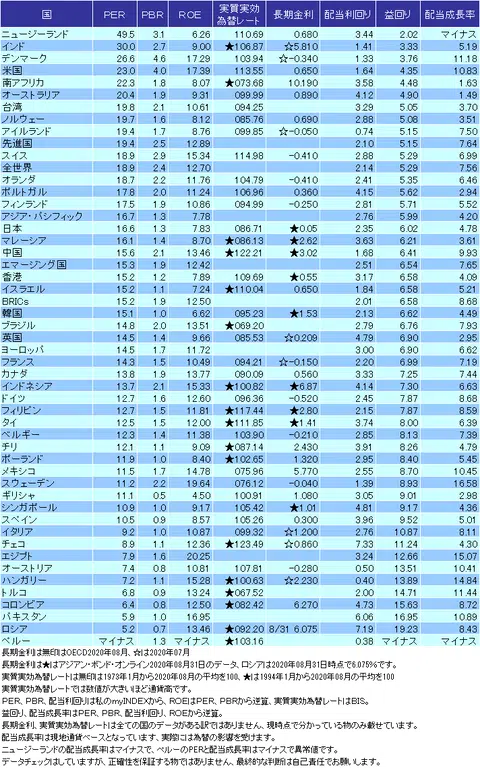 国 PER PBR ROE 実質実効為替レート 長期金利 配当利回り 益回り 配当成長率
ニュージーランド 49.5 3.1 6.26 110.69 0.680 3.44 2.02 マイナス
インド 30.0 2.7 9.00 ★106.87 ☆5.810 1.41 3.33 5.19
デンマーク 26.6 4.6 17.29 103.94 ☆-0.340 1.33 3.76 11.18
米国 23.0 4.0 17.39 113.55 0.650 1.64 4.35 10.83
南アフリカ 22.3 1.8 8.07 ★073.68 10.190 3.58 4.48 1.63
オーストラリア 20.4 1.9 9.31 099.99 0.890 4.12 4.90 1.49
台湾 19.8 2.1 10.61 094.25 3.29 5.05 3.70
ノルウェー 19.7 1.6 8.12 085.76 0.690 2.88 5.08 3.51
アイルランド 19.4 1.7 8.76 099.85 ☆-0.050 0.74 5.15 7.50
先進国 19.4 2.5 12.89 2.10 5.15 7.64
スイス 18.9 2.9 15.34 114.98 -0.410 2.88 5.29 6.99
全世界 18.9 2.4 12.70 2.14 5.29 7.56
オランダ 18.7 2.2 11.76 104.79 -0.410 2.41 5.35 6.46
ポルトガル 17.8 2.0 11.24 106.96 0.360 4.15 5.62 2.94
フィンランド 17.5 1.9 10.86 094.99 -0.250 2.81 5.71 5.52
アジア・パシフィック 16.7 1.3 7.78 2.76 5.99 4.20
日本 16.6 1.3 7.83 086.71 ★0.05 2.35 6.02 4.78
マレーシア 16.1 1.4 8.70 ★086.13 ★2.62 3.63 6.21 3.61
中国 15.6 2.1 13.46 ★122.21 ★3.02 1.68 6.41 9.93
エマージング国 15.3 1.9 12.42 2.51 6.54 7.65
香港 15.2 1.2 7.89 109.69 ★0.55 3.17 6.58 4.09
イスラエル 15.2 1.1 7.24 ★110.04 0.650 1.84 6.58 5.21
BRICs 15.2 1.9 12.50 2.01 6.58 8.68
韓国 15.1 1.0 6.62 095.23 ★1.53 2.13 6.62 4.49
ブラジル 14.8 2.0 13.51 ★069.20 2.79 6.76 7.93
英国 14.5 1.4 9.66 085.53 ☆0.209 4.79 6.90 2.95
ヨーロッパ 14.5 1.7 11.72 3.00 6.90 6.62
フランス 14.3 1.5 10.49 094.21 ☆-0.150 2.20 6.99 7.19
カナダ 13.8 1.9 13.77 090.09 0.560 3.33 7.25 7.44
インドネシア 13.7 2.1 15.33 ★100.82 ★6.87 4.14 7.30 6.63
ドイツ 12.7 1.6 12.60 096.36 -0.520 2.45 7.87 8.68
フィリピン 12.7 1.5 11.81 ★117.44 ★2.80 2.15 7.87 8.59
タイ 12.5 1.5 12.00 ★111.85 ★1.41 3.74 8.00 6.39
ベルギー 12.3 1.4 11.38 103.90 -0.210 2.85 8.13 7.39
チリ 12.1 1.1 9.09 ★087.14 2.430 3.91 8.26 4.79
ポーランド 11.9 1.0 8.40 ★102.65 1.320 2.95 8.40 5.45
メキシコ 11.5 1.7 14.78 075.96 5.770 2.55 8.70 10.45
スウェーデン 11.2 2.2 19.64 076.12 -0.040 1.39 8.93 16.58
ギリシャ 11.1 0.5 4.50 100.91 1.080 3.05 9.01 2.98
シンガポール 10.9 1.0 9.17 105.42 ★1.01 4.81 9.17 4.36
スペイン 10.5 0.9 8.57 105.26 0.300 3.96 9.52 5.01
イタリア 9.2 1.0 10.87 099.32 ☆1.200 2.76 10.87 8.11
チェコ 8.9 1.1 12.36 ★123.49 ☆0.860 7.33 11.24 4.30
エジプト 7.9 1.6 20.25 3.24 12.66 15.07
オーストリア 7.4 0.8 10.81 107.81 -0.280 0.50 13.51 10.41
ハンガリー 7.2 1.1 15.28 ★100.63 ☆2.230 0.40 13.89 14.84
トルコ 6.8 0.9 13.24 ★067.52 2.00 14.71 11.44
コロンビア 6.4 0.8 12.50 ★082.42 6.270 4.73 15.63 8.72
パキスタン 5.9 1.0 16.95 6.06 16.95 10.01
ロシア 5.2 0.7 13.46 ★092.20 8/31 6.075 7.19 19.23 8.43
ペルー マイナス 1.3 マイナス ★103.16 0.38 マイナス マイナス
長期金利は無印はOECD2020年08月、☆は2020年07月
長期金利は★はアジアン・ボンド・オンライン2020年08月31日のデータ、ロシアは2020年08月31日時点で6.075%です。
実質実効為替レートは無印は1973年1月から2020年08月の平均を100、★は1994年1月から2020年08月の平均を100
実質実効為替レートでは数値が大きいほど通貨高です。
PER、PBR、配当利回りは私のmyINDEXから、ROEはPER、PBRから逆算、実質実効為替レートはBIS。
益回り、配当成長率はPER、PBR、配当利回り、ROEから逆算。
長期金利、実質実効為替レートは全ての国のデータがある訳ではありません、現時点で分かっている物のみ載せています。
配当成長率は現地通貨ベースとなっています、実際には為替の影響を受けます。
ニュージーランドの配当成長率はマイナスで、ペルーのPERと配当成長率はマイナスで異常値です。
データチェックはしていますが、正確性を保証する物ではありません、最終的な判断は自己責任でお願いします。